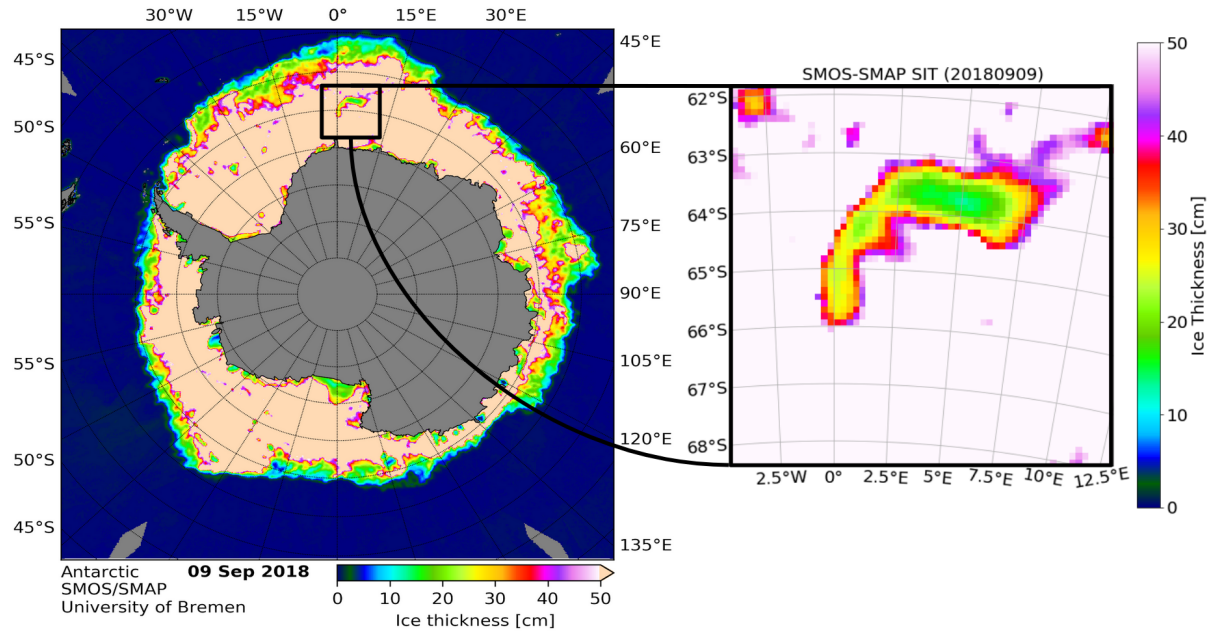 30°W 15°W 0° 15°E 30°E
45°S
50°S
55°S
55°S
50°S
45°S
45°E
60°E
75°E
90°E
105°E
120°E
135°E
Antarctic 09 Sep 2018
SMOS/SMAP
University of Bremen
0 10 20 30 40 50
Ice thickness [cm]
SMOS-SMAP SIT (20180909)
62°S
63°S
64°S
65°S
66°S
67°S
68°S
2.5°W 0° 2.5°E 5°E 7.5°E 10°E 12.5°E
50
40
30
20
10
0
Ice Thickness [cm]